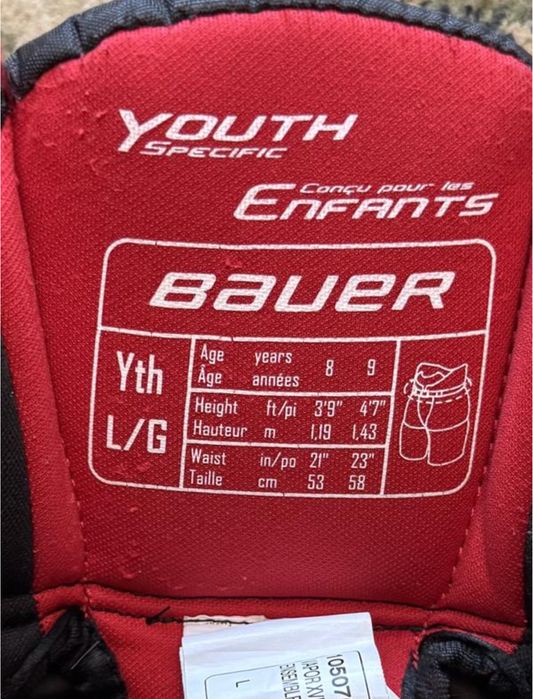 YOUTH
SPECIFIC
Conçu pour les
ENFANTS
BAUER
Yth
L/G
Age years 8 9
Âge années
Height ft/pi 3'9" 4'7"
Hauteur m 1,19 1,43
Waist in/po 21" 23"
Taille cm 53 58
10507
L